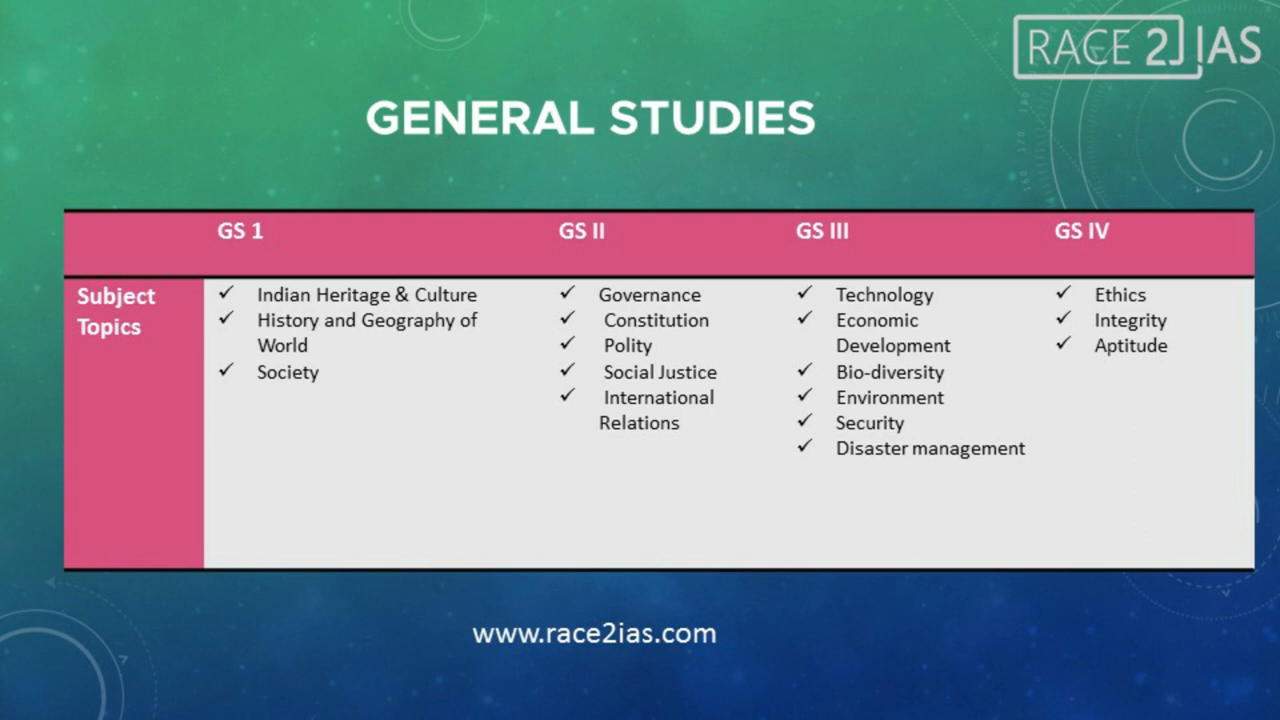 RACE 2 IAS
GENERAL STUDIES
GS 1
GS II
GS III
GS IV
Subject
Topics
✓ Indian Heritage & Culture
✓ History and Geography of
World
✓ Society
✓ Governance
✓ Constitution
✓ Polity
✓ Social Justice
✓ International
Relations
✓ Technology
✓ Economic
Development
✓ Bio-diversity
✓ Environment
✓ Security
✓ Disaster management
✓ Ethics
✓ Integrity
✓ Aptitude
www.race2ias.com